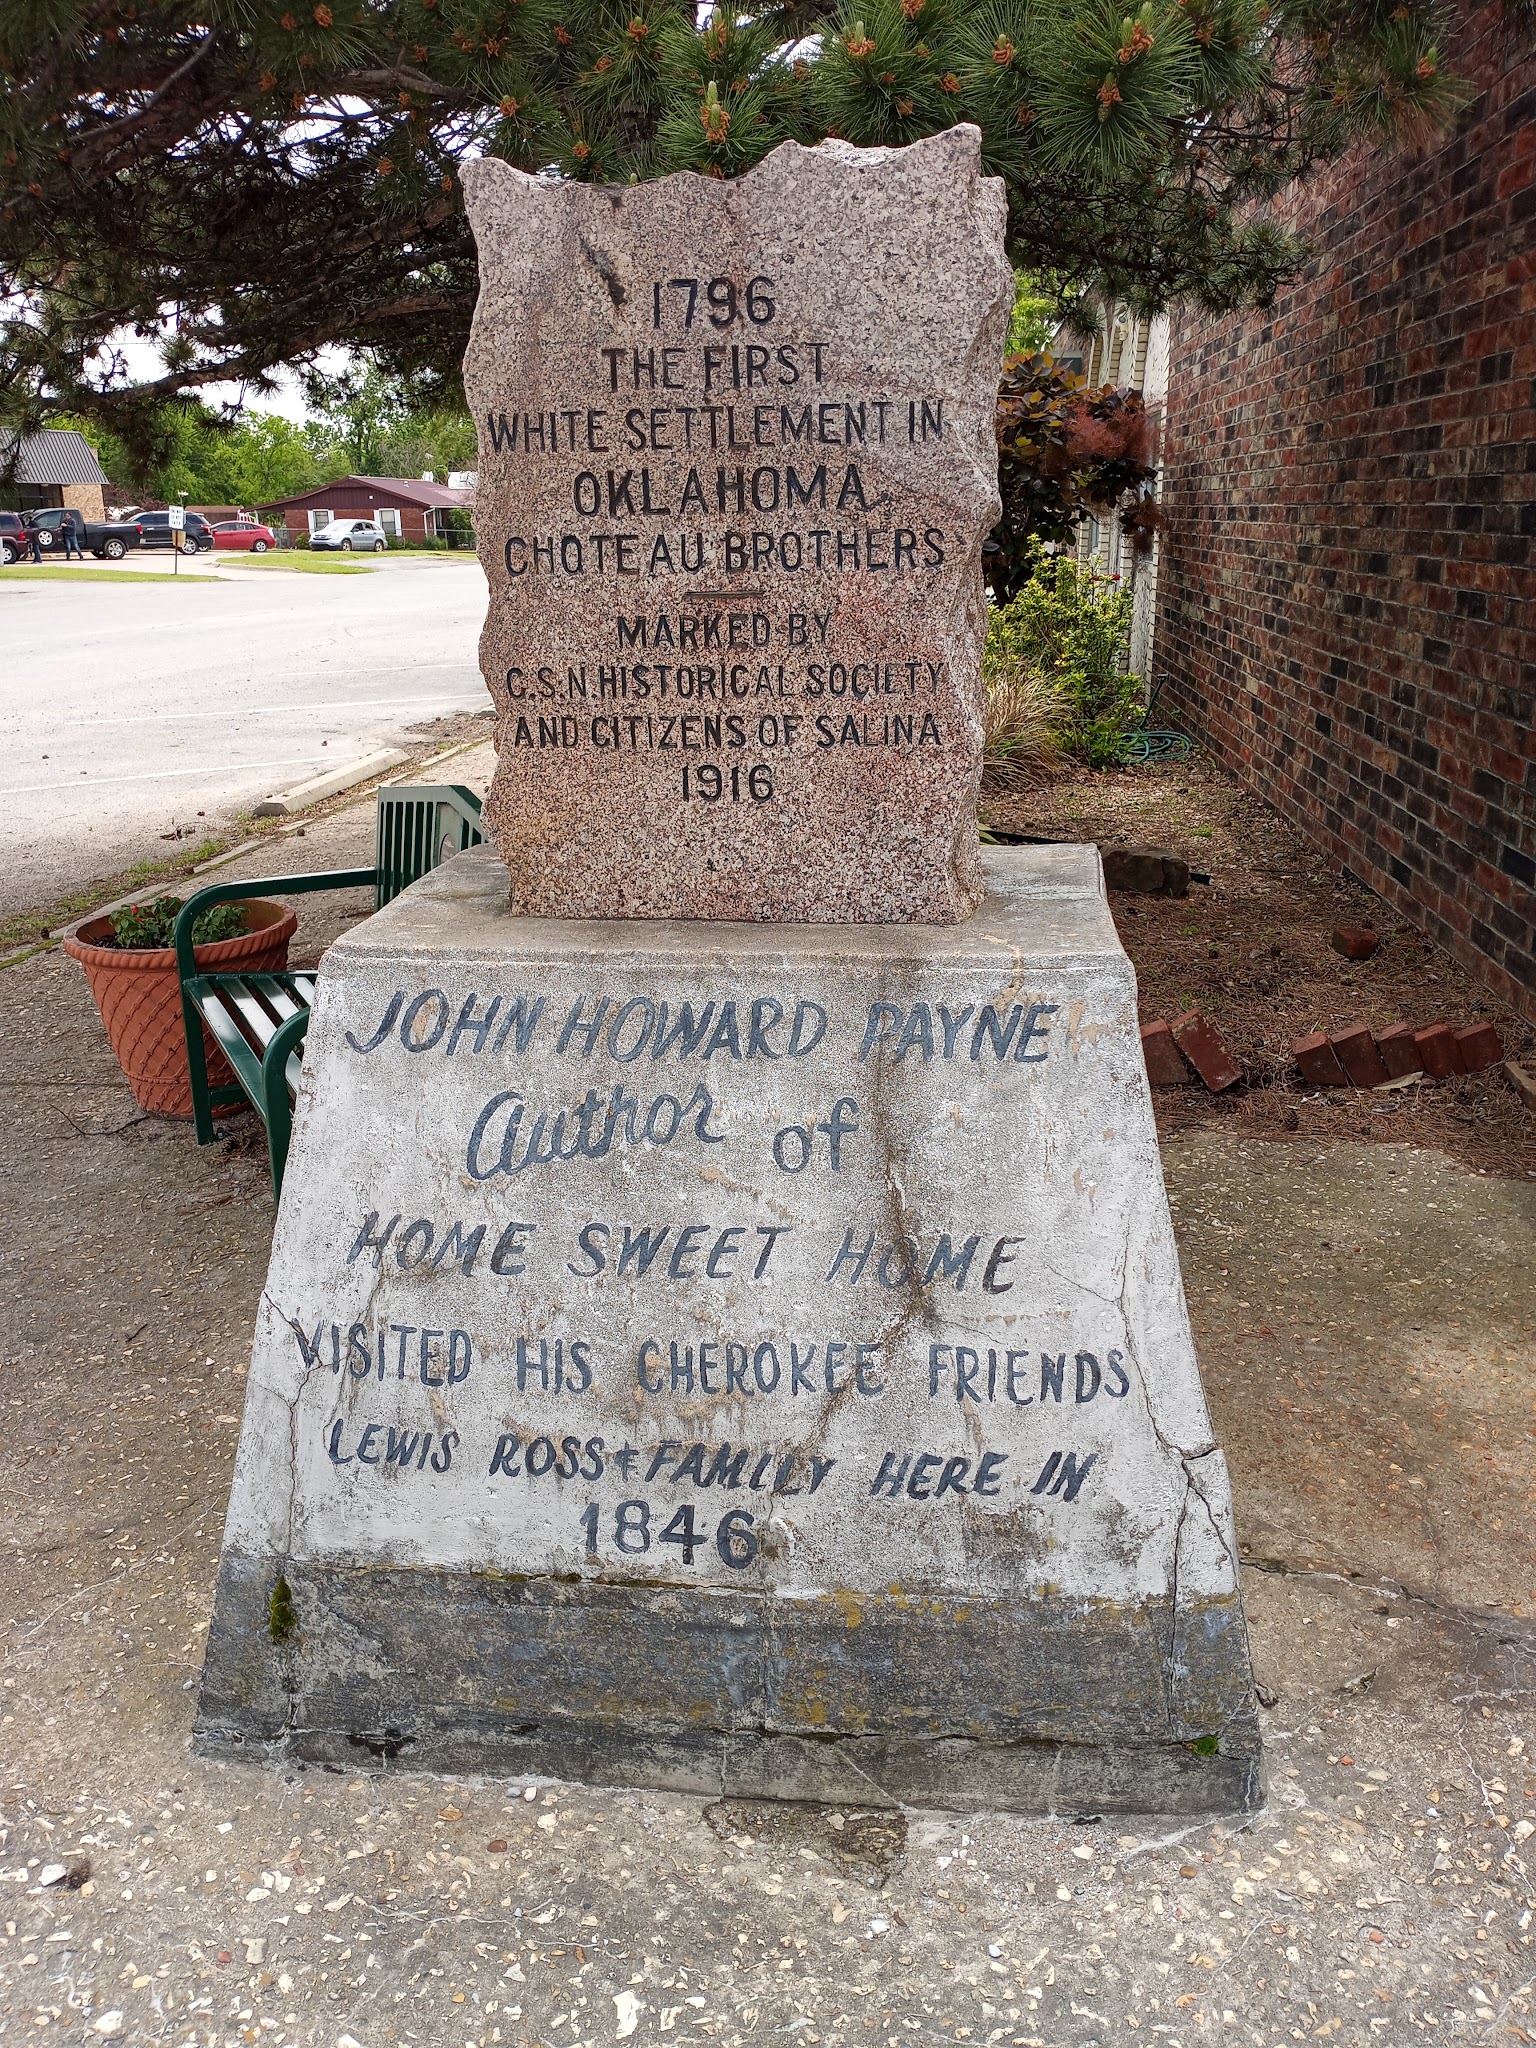 1796
THE FIRST
WHITE SETTLEMENT IN
OKLAHOMA
CHOTEAU BROTHERS
MARKED BY
C.S.N. HISTORICAL SOCIETY
AND CITIZENS OF SALINA
1916
JOHN HOWARD PAYNE
Author of
HOME SWEET HOME
VISITED HIS CHEROKEE FRIENDS
LEWIS ROSS & FAMILY HERE IN
1846